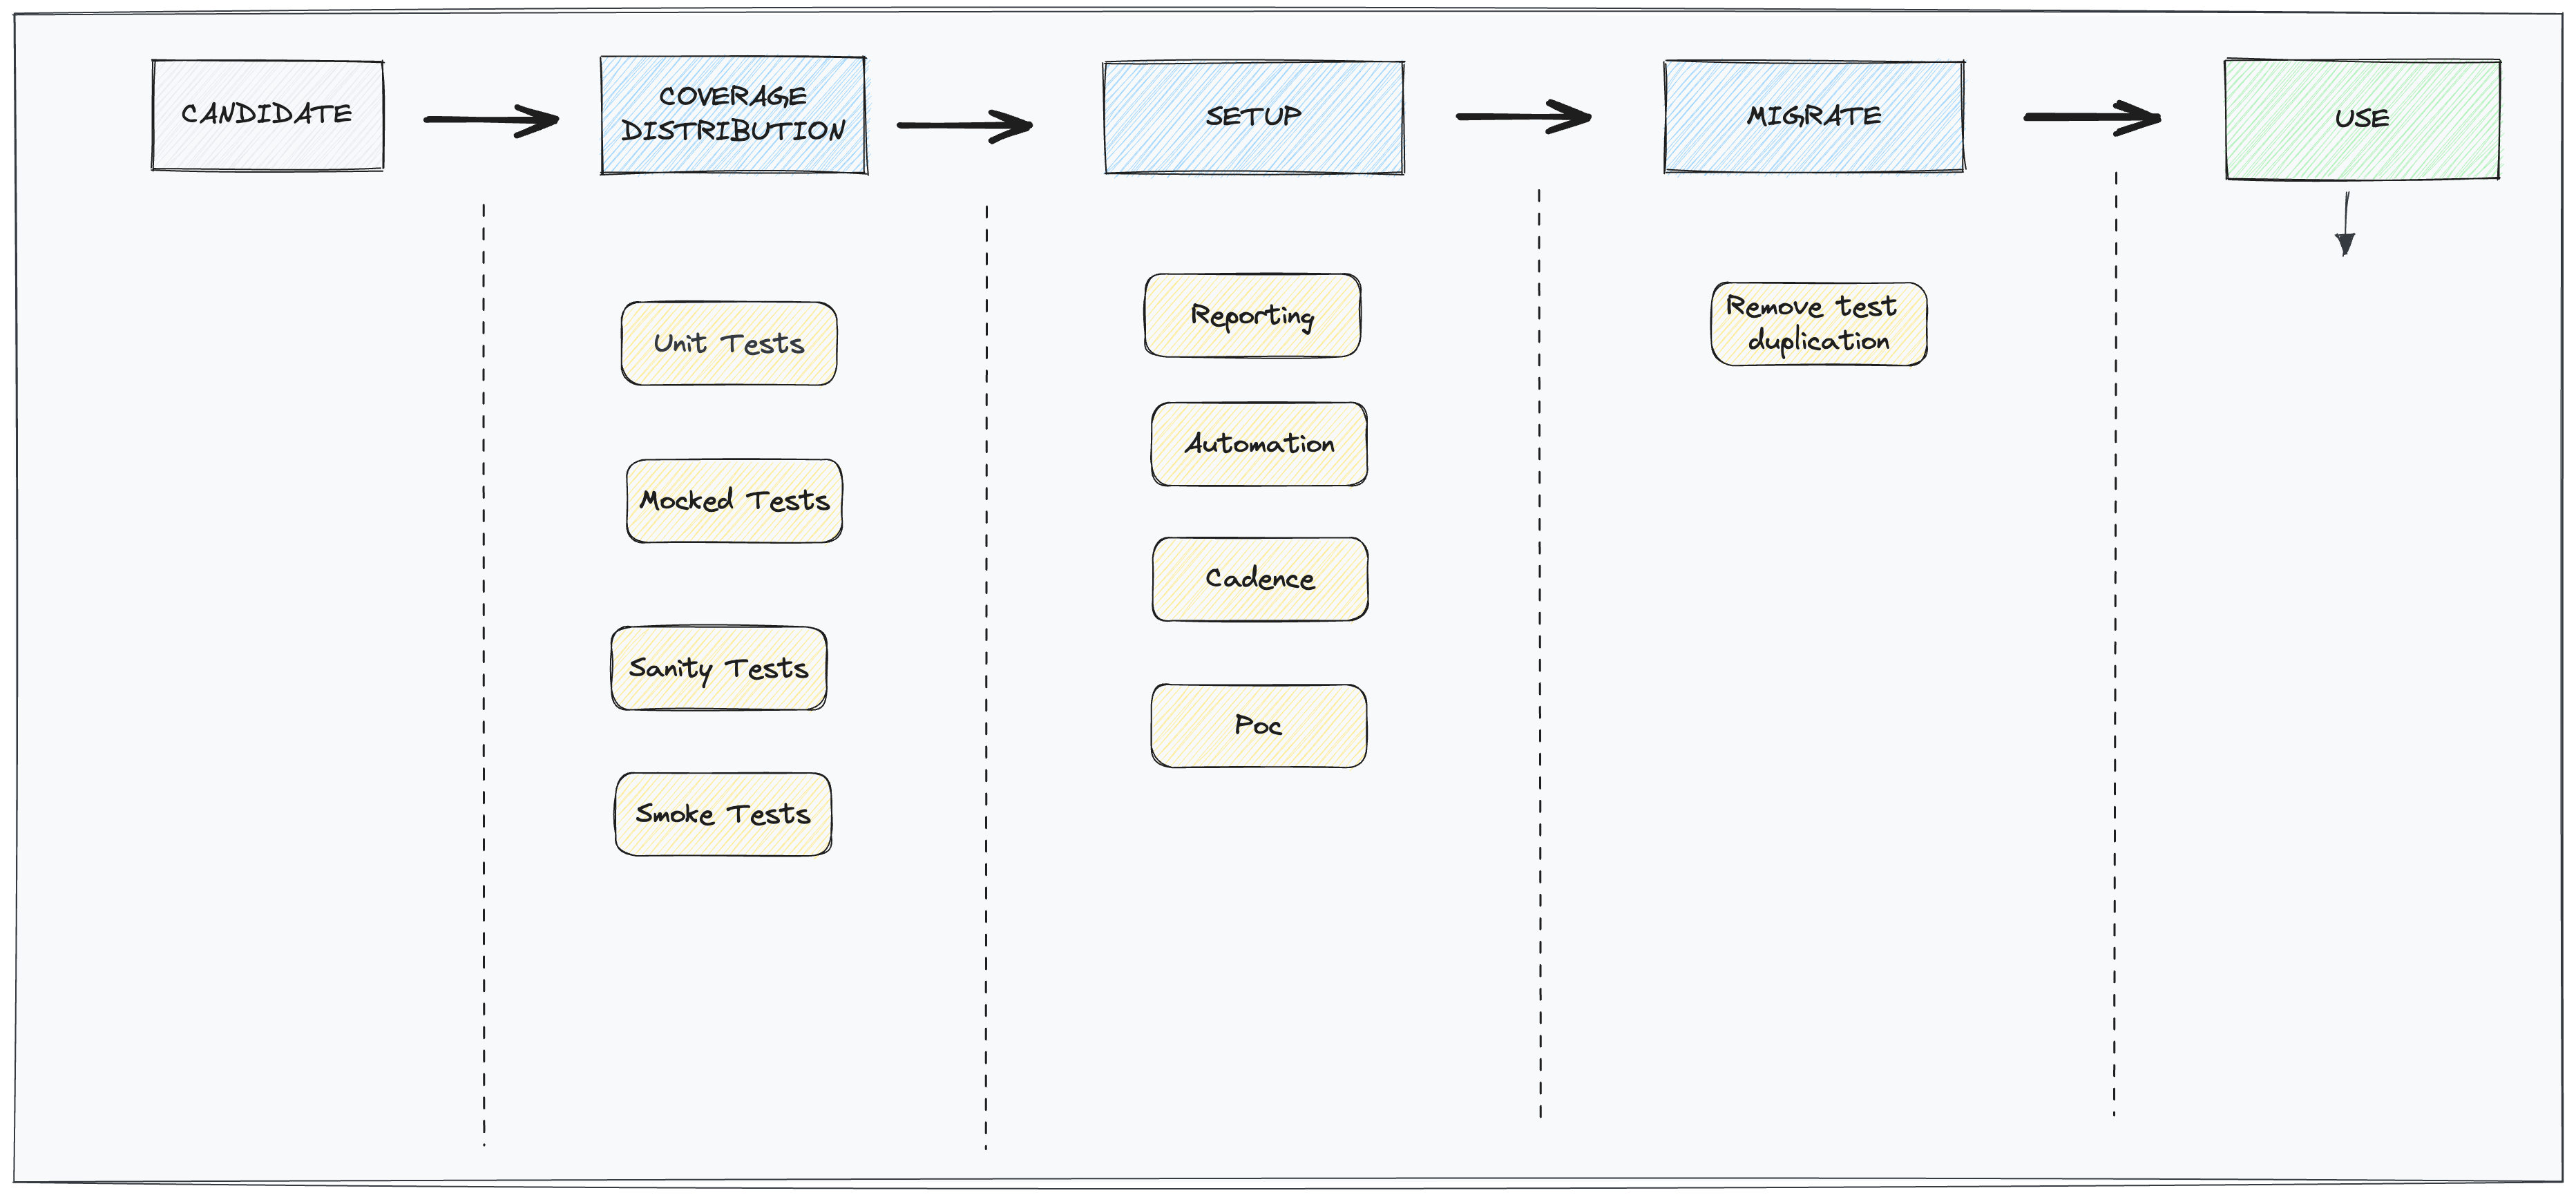 CANDIDATE
COVERAGE
DISTRIBUTION
SETUP
MIGRATE
USE
Unit Tests
Mocked Tests
Sanity Tests
Smoke Tests
Reporting
Automation
Cadence
Poc
Remove test
duplication